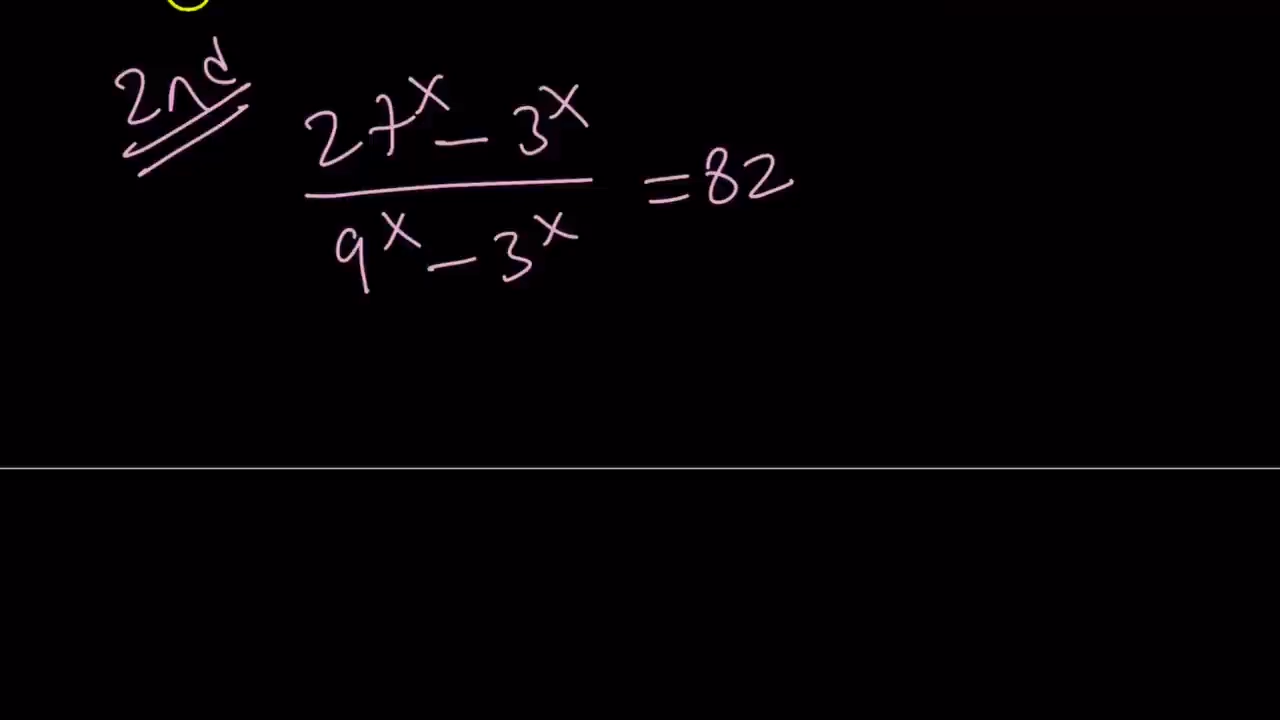 2nd
27^x - 3^x
9^x - 3^x
= 82